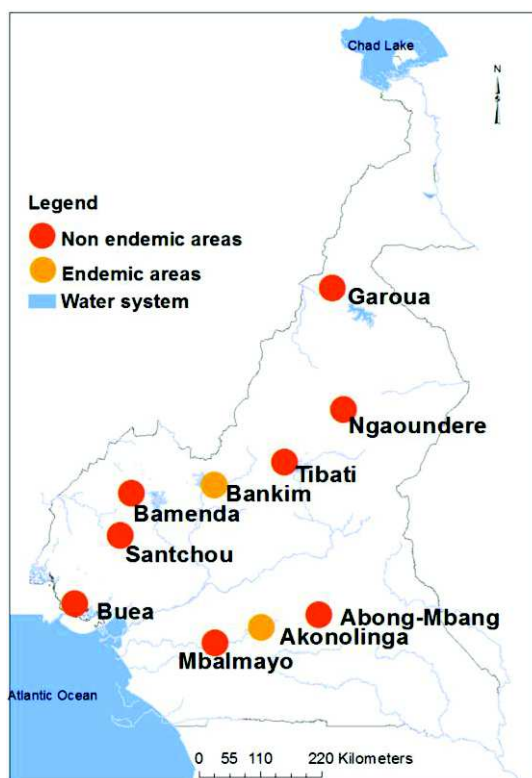 Chad Lake
N
Legend
Non endemic areas
Endemic areas
Water system
Garoua
Ngaoundere
Tibati
Bankim
Bamenda
Santchou
Buea
Abong-Mbang
Akonolinga
Mbalmayo
Atlantic Ocean
0 55 110 220 Kilometers